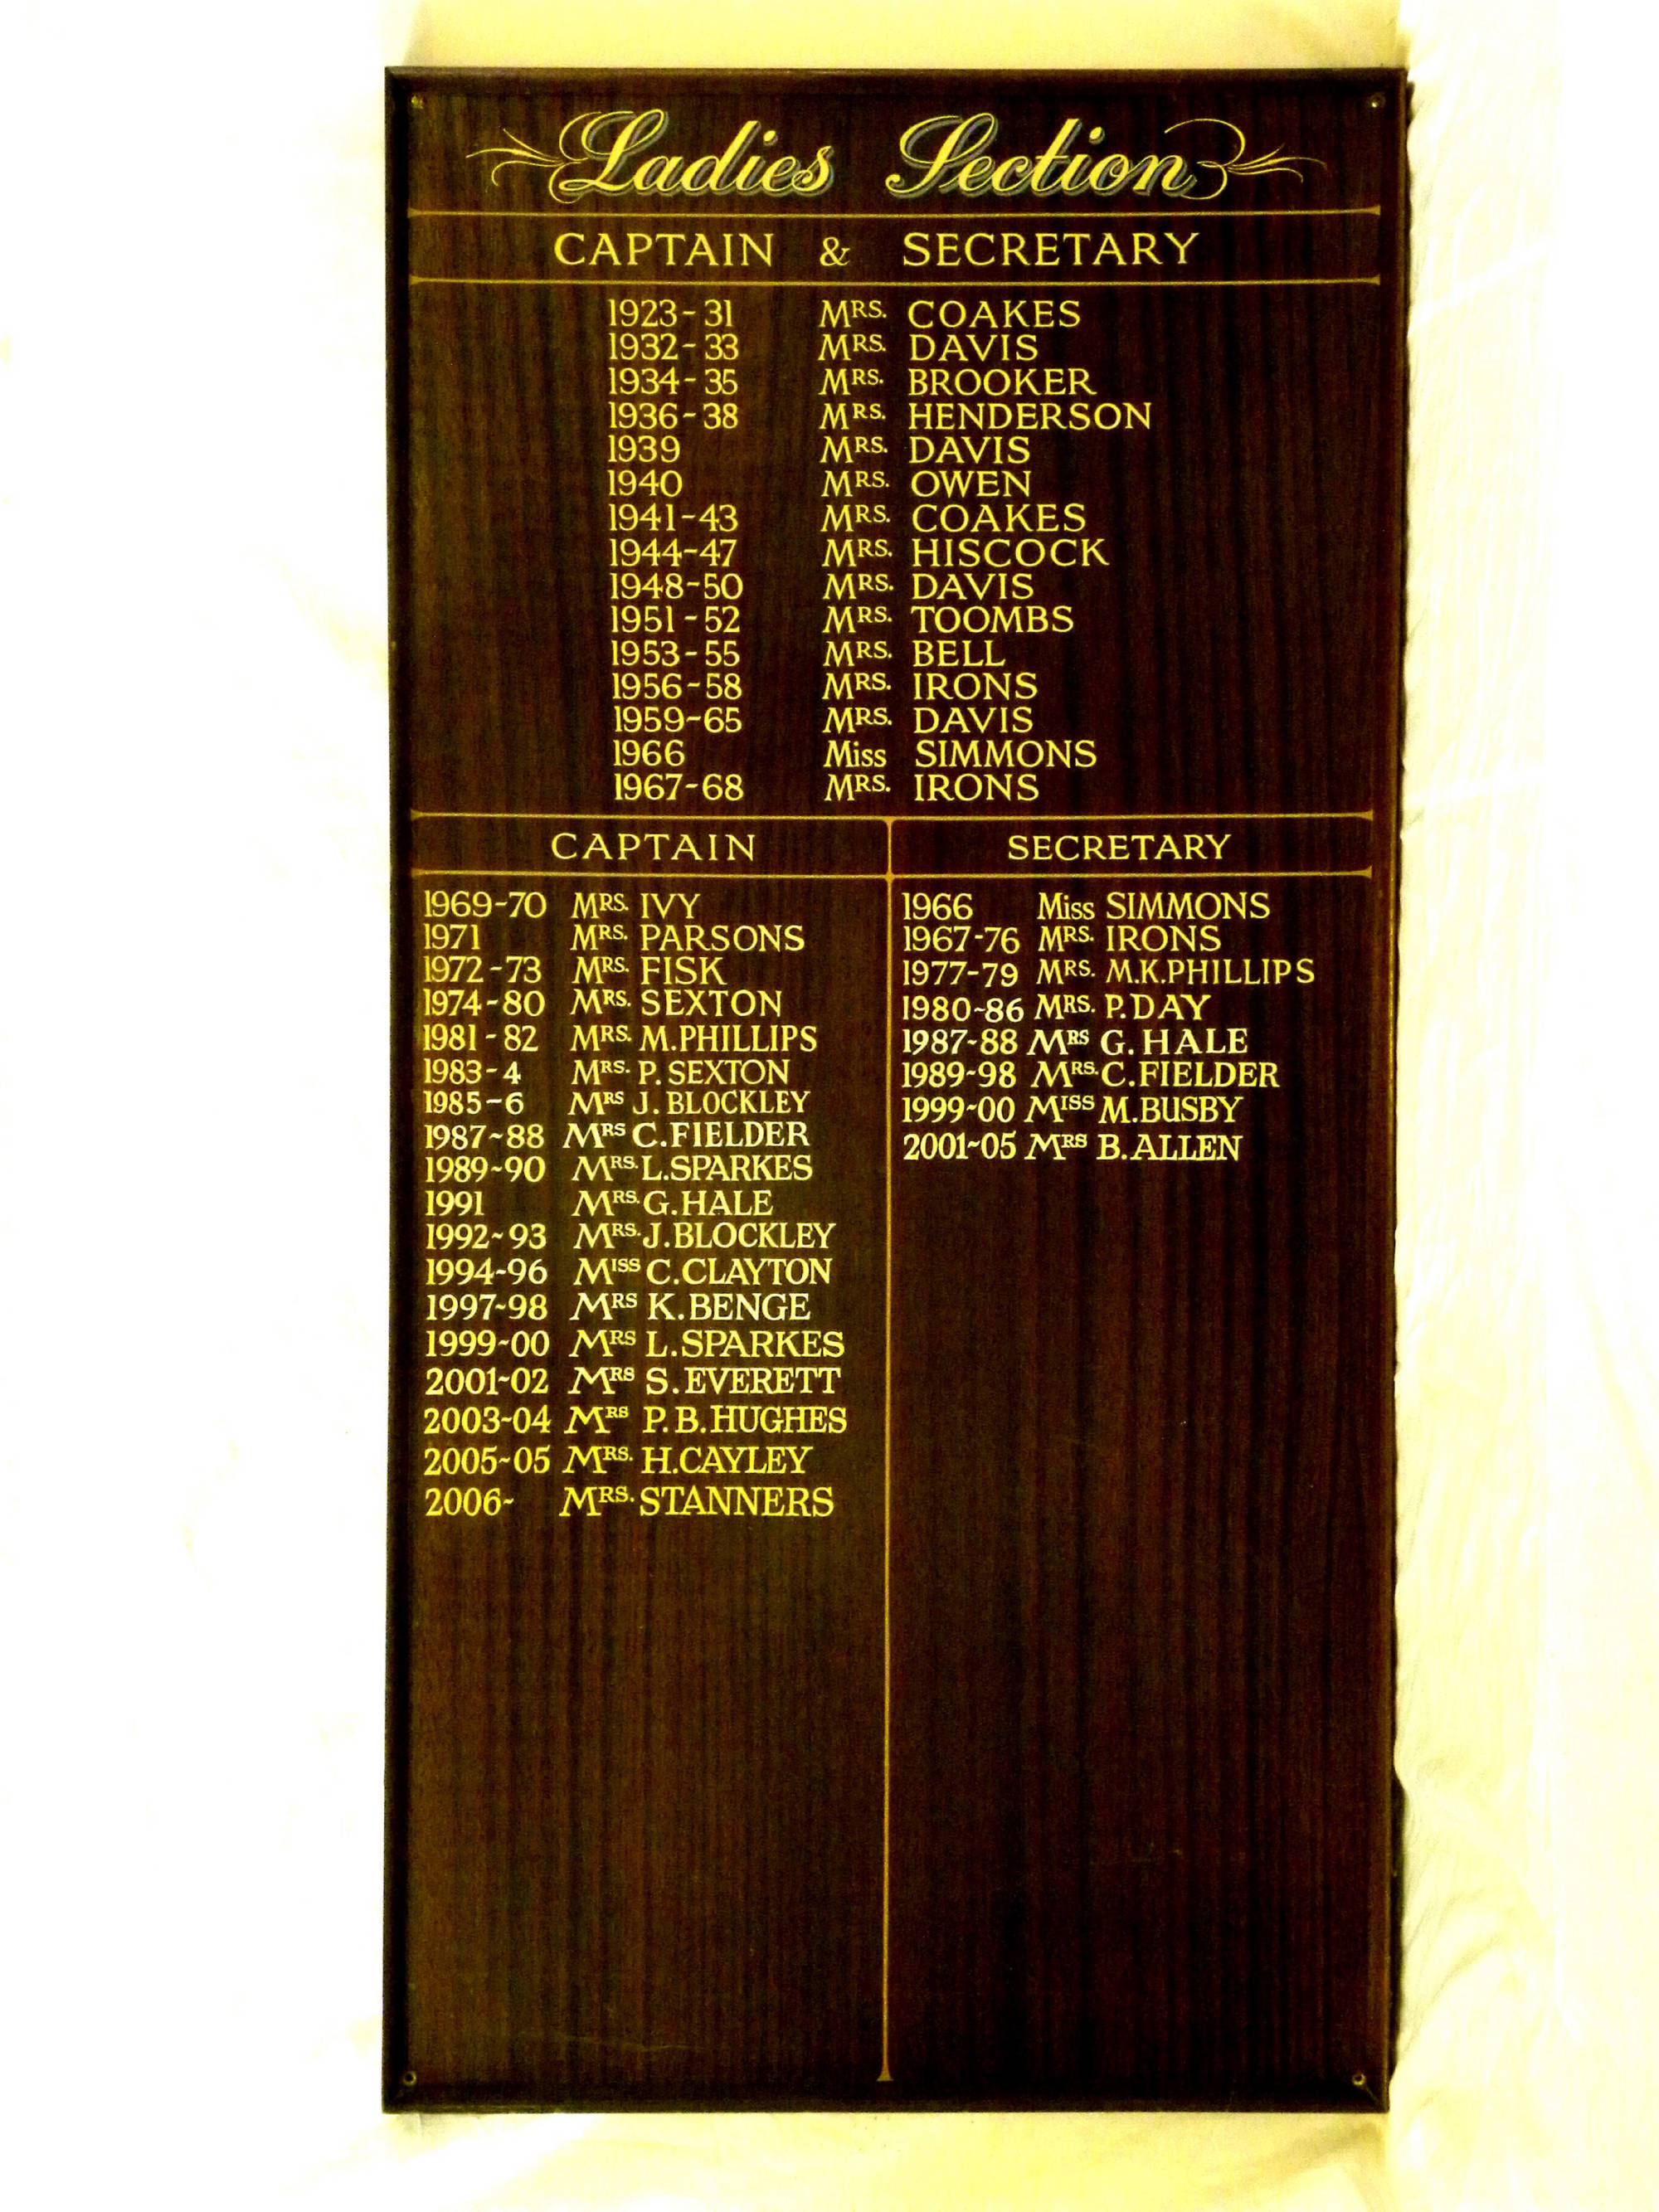 Ladies Section
CAPTAIN & SECRETARY
1923-31 MRS. COAKES
1932-33 MRS. DAVIS
1934-35 MRS. BROOKER
1936-38 MRS. HENDERSON
1939 MRS. DAVIS
1940 MRS. OWEN
1941-43 MRS. COAKES
1944-47 MRS. HISCOCK
1948-50 MRS. DAVIS
1951-52 MRS. TOOMBS
1953-55 MRS. BELL
1956-58 MRS. IRONS
1959-65 MRS. DAVIS
1966 Miss SIMMONS
1967-68 MRS. IRONS
CAPTAIN
1969-70 MRS. IVY
1971 MRS. PARSONS
1972-73 MRS. FISK
1974-80 MRS. SEXTON
1981-82 MRS. M.PHILLIPS
1983-4 MRS. P. SEXTON
1985-6 MRS J. BLOCKLEY
1987-88 MRS C.FIELDER
1989-90 MRS. L.SPARKES
1991 MRS. G.HALE
1992-93 MRS. J.BLOCKLEY
1994-96 MISS C.CLAYTON
1997-98 MRS K.BENGE
1999-00 MRS L.SPARKES
2001-02 MRS S.EVERETT
2003-04 MRS P.B.HUGHES
2005-05 MRS. H.CAYLEY
2006- MRS. STANNERS
SECRETARY
1966 Miss SIMMONS
1967-76 MRS. IRONS
1977-79 MRS. M.K.PHILLIPS
1980-86 MRS. P.DAY
1987-88 MRS G. HALE
1989-98 MRS. C.FIELDER
1999-00 MISS M.BUSBY
2001-05 MRS B.ALLEN